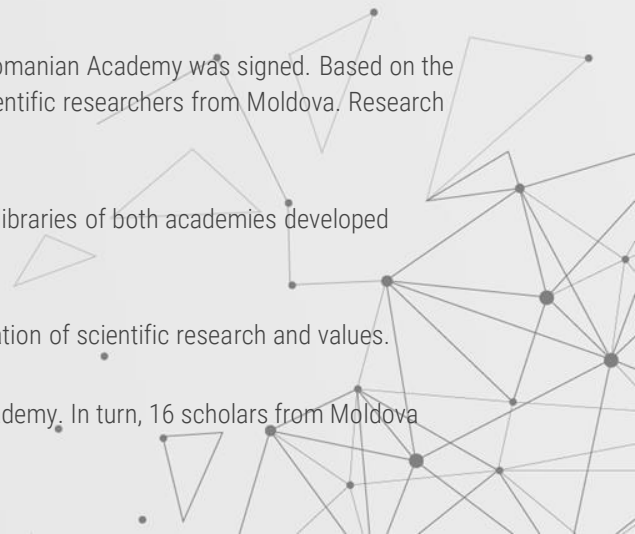 omanian Academy was signed. Based on the
entific researchers from Moldova. Research
ibraries of both academies developed
ation of scientific research and values.
demy. In turn, 16 scholars from Moldova